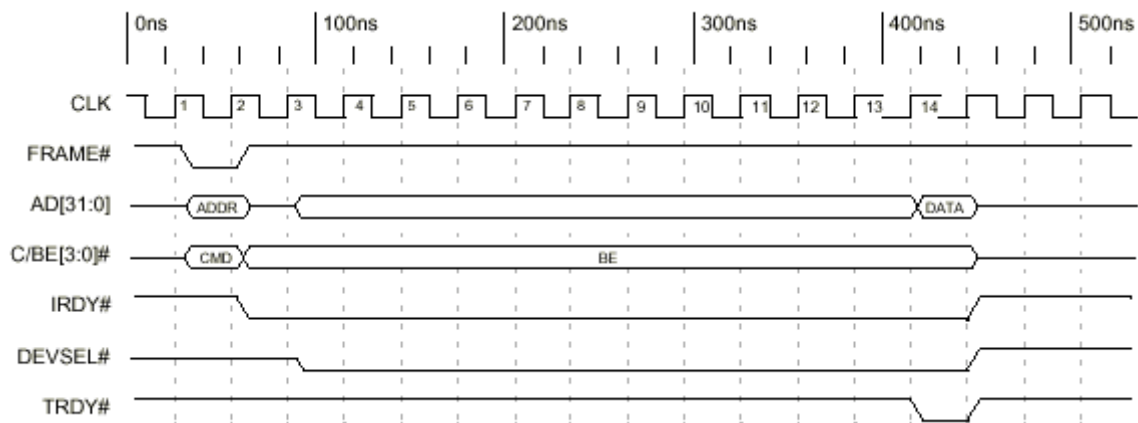 0ns 100ns 200ns 300ns 400ns 500ns
CLK 1 2 3 4 5 6 7 8 9 10 11 12 13 14
FRAME#
AD[31:0] ADDR DATA
C/BE[3:0]# CMD BE
IRDY#
DEVSEL#
TRDY#